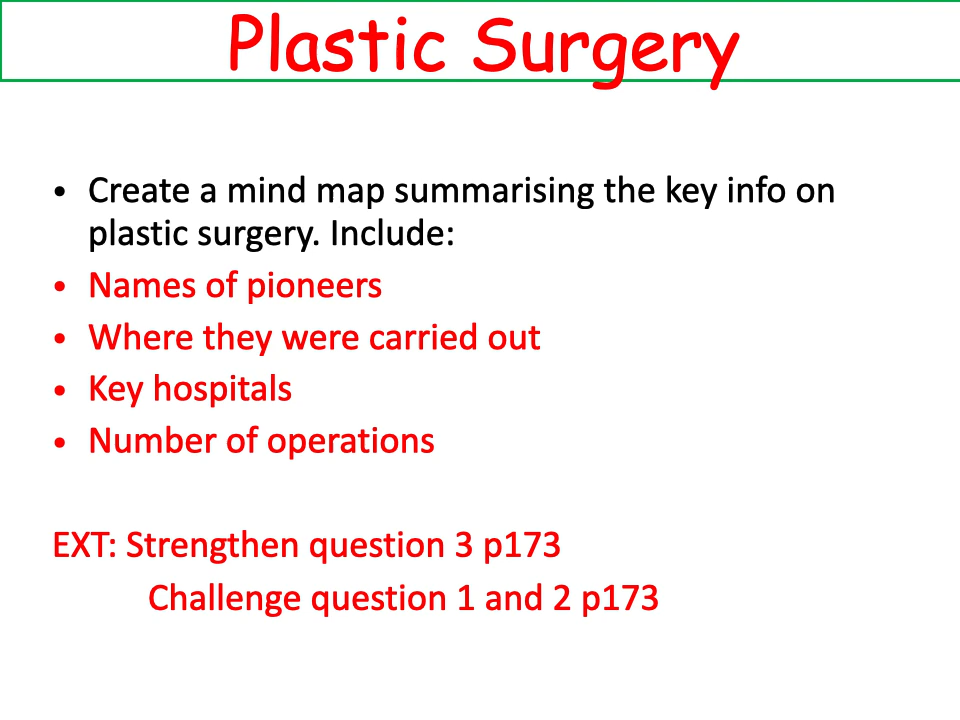 Plastic Surgery
• Create a mind map summarising the key info on
plastic surgery. Include:
• Names of pioneers
• Where they were carried out
• Key hospitals
• Number of operations
EXT: Strengthen question 3 p173
Challenge question 1 and 2 p173